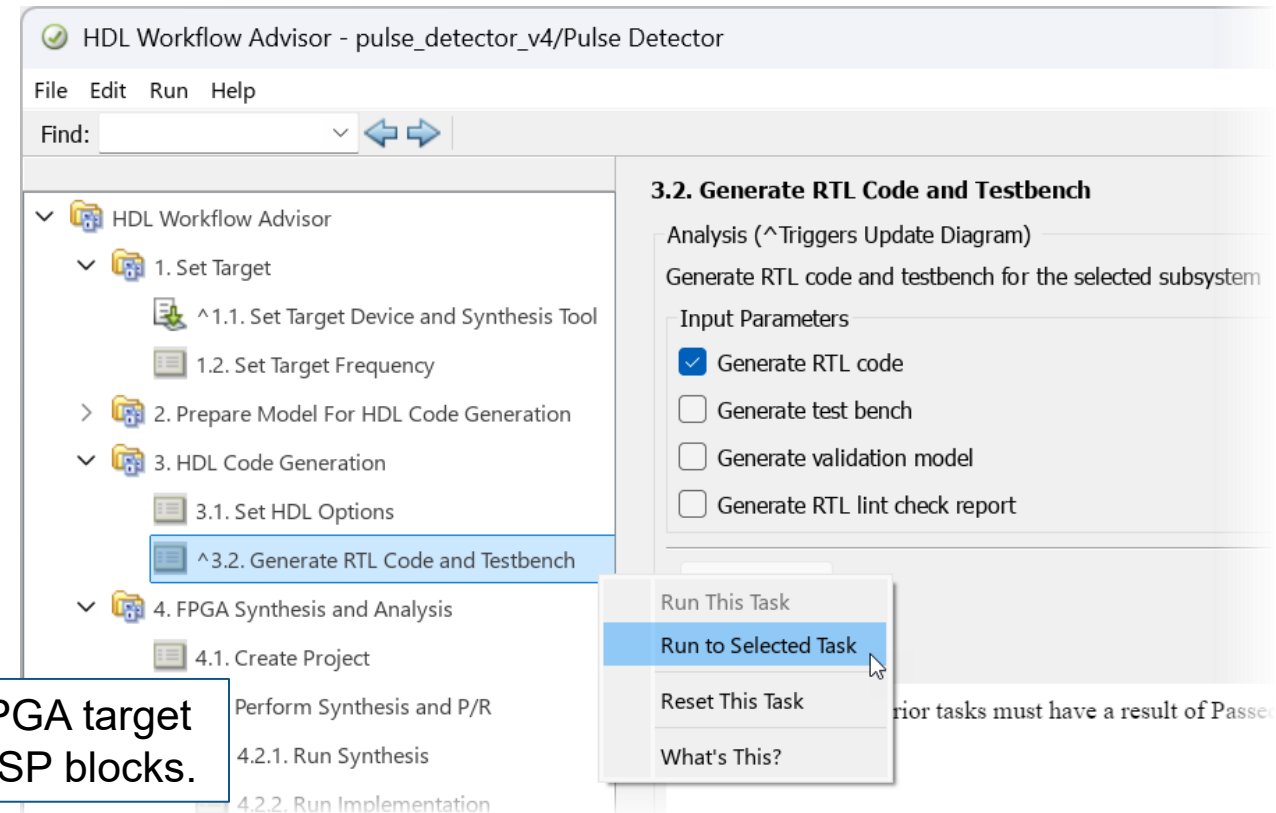 HDL Workflow Advisor - pulse_detector_v4/Pulse Detector
File Edit Run Help
Find:
HDL Workflow Advisor
1. Set Target
^1.1. Set Target Device and Synthesis Tool
1.2. Set Target Frequency
2. Prepare Model For HDL Code Generation
3. HDL Code Generation
3.1. Set HDL Options
^3.2. Generate RTL Code and Testbench
4. FPGA Synthesis and Analysis
4.1. Create Project
Perform Synthesis and P/R
4.2.1. Run Synthesis
4.2.2. Run Implementation
PGA target
SP blocks.
3.2. Generate RTL Code and Testbench
Analysis (^Triggers Update Diagram)
Generate RTL code and testbench for the selected subsystem
Input Parameters
Generate RTL code
Generate test bench
Generate validation model
Generate RTL lint check report
Run This Task
Run to Selected Task
Reset This Task
What's This?
rior tasks must have a result of Passed